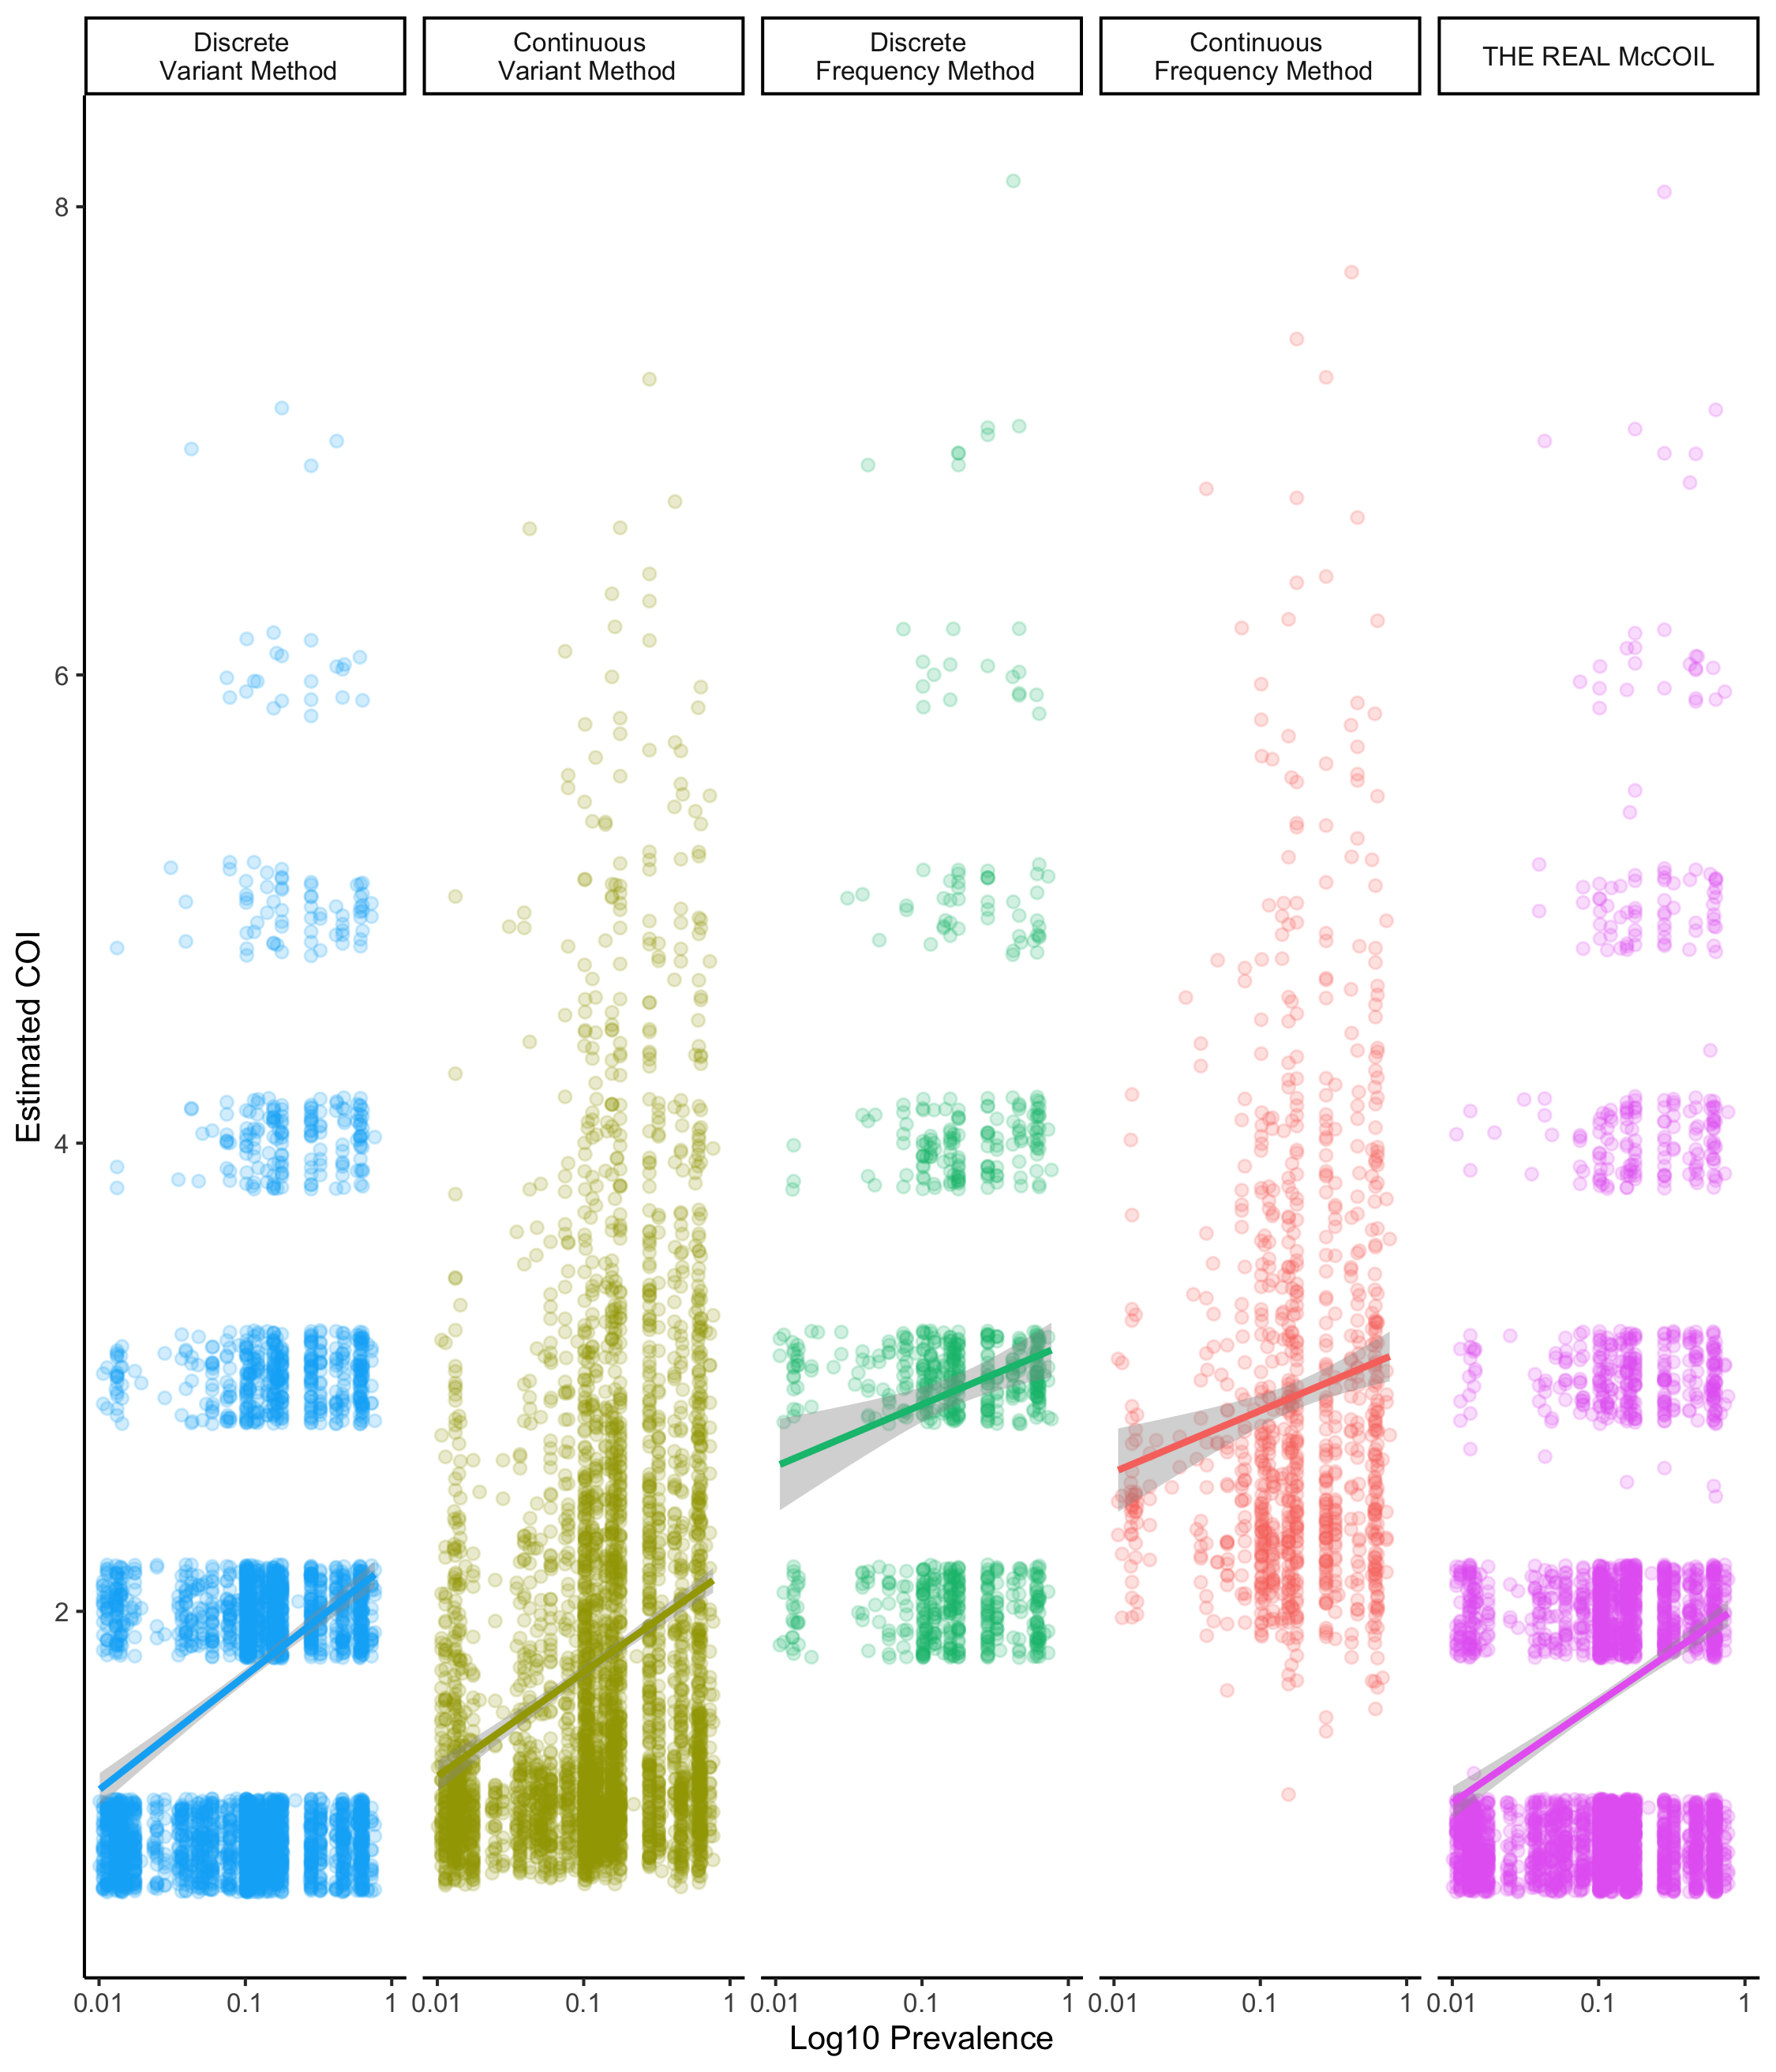 Discrete
Variant Method
Continuous
Variant Method
Discrete
Frequency Method
Continuous
Frequency Method
THE REAL McCOIL
8
6
4
2
Estimated COI
0.01 0.1 1 0.01 0.1 1 0.01 0.1 1 0.01 0.1 1 0.01 0.1 1
Log10 Prevalence